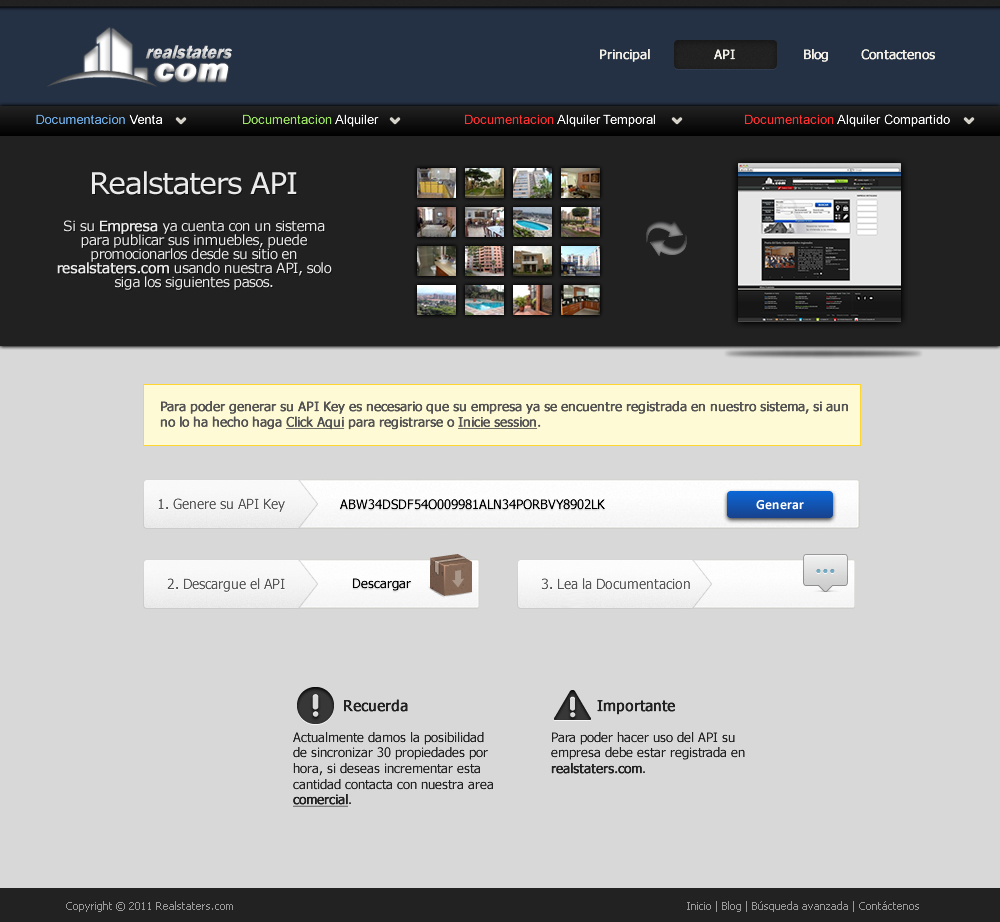 realstaters
.com
Principal
API
Blog
Contactenos
Documentacion Venta
Documentacion Alquiler
Documentacion Alquiler Temporal
Documentacion Alquiler Compartido
Realstaters API
Si su Empresa ya cuenta con un sistema
para publicar sus inmuebles, puede
promocionarlos desde su sitio en
resalstaters.com usando nuestra API, solo
siga los siguientes pasos.
Para poder generar su API Key es necesario que su empresa ya se encuentre registrada en nuestro sistema, si aun
no lo ha hecho haga Click Aqui para registrarse o Inicie session.
1. Genere su API Key
ABW34DSDF54O009981ALN34PORBVY8902LK
Generar
2. Descargue el API
Descargar
3. Lea la Documentacion
Recuerda
Actualmente damos la posibilidad
de sincronizar 30 propiedades por
hora, si deseas incrementar esta
cantidad contacta con nuestra area
comercial.
Importante
Para poder hacer uso del API su
empresa debe estar registrada en
realstaters.com.
Copyright © 2011 Realstaters.com
Inicio | Blog | Búsqueda avanzada | Contáctenos